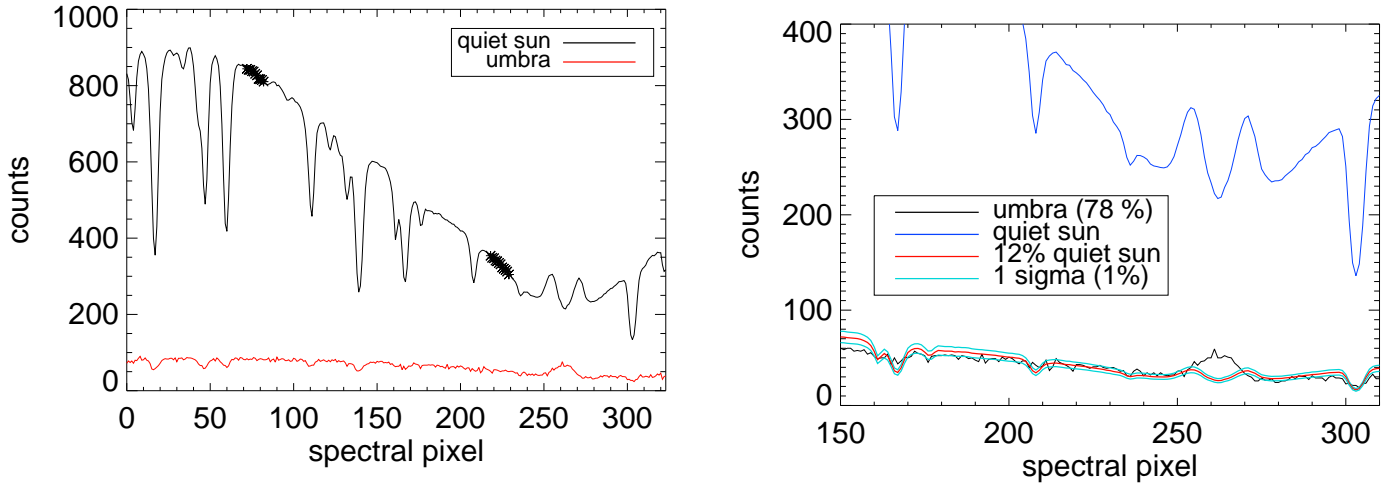 1000
800
600
400
200
0
counts
quiet sun
umbra
0 50 100 150 200 250 300
spectral pixel
400
300
200
100
0
counts
umbra (78 %)
quiet sun
12% quiet sun
1 sigma (1%)
150 200 250 300
spectral pixel